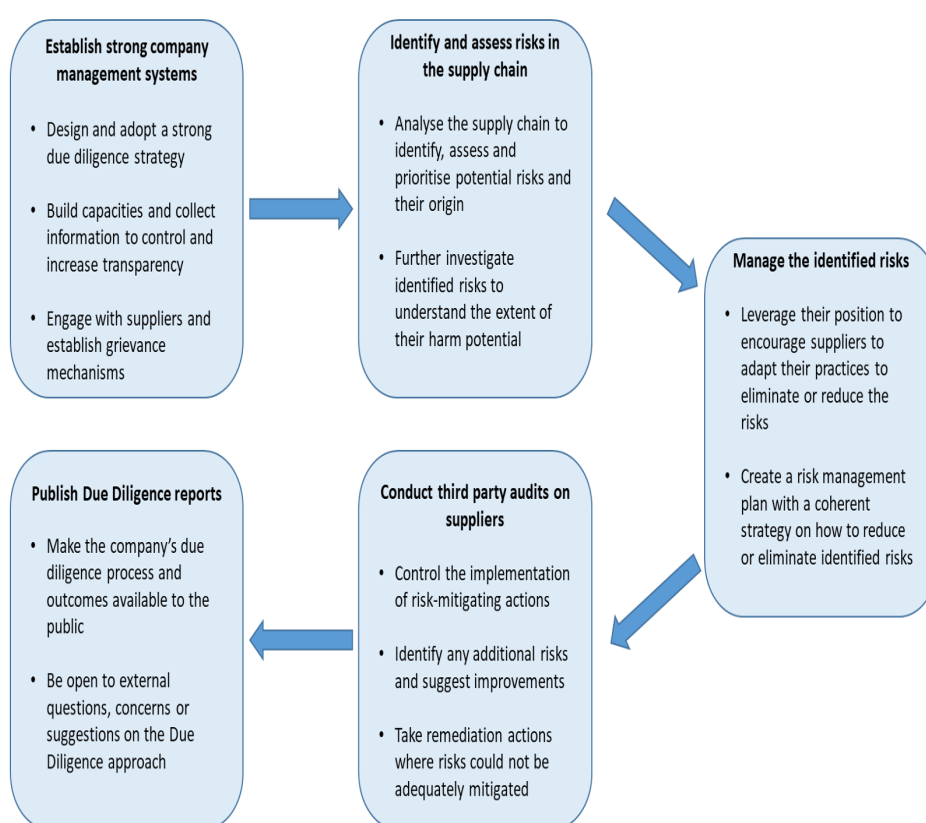 Establish strong company
management systems
• Design and adopt a strong
due diligence strategy
• Build capacities and collect
information to control and
increase transparency
• Engage with suppliers and
establish grievance
mechanisms
Identify and assess risks in
the supply chain
• Analyse the supply chain to
identify, assess and
prioritise potential risks and
their origin
• Further investigate
identified risks to
understand the extent of
their harm potential
Manage the identified risks
• Leverage their position to
encourage suppliers to
adapt their practices to
eliminate or reduce the
risks
• Create a risk management
plan with a coherent
strategy on how to reduce
or eliminate identified risks
Conduct third party audits on
suppliers
• Control the implementation
of risk-mitigating actions
• Identify any additional risks
and suggest improvements
• Take remediation actions
where risks could not be
adequately mitigated
Publish Due Diligence reports
• Make the company's due
diligence process and
outcomes available to the
public
• Be open to external
questions, concerns or
suggestions on the Due
Diligence approach